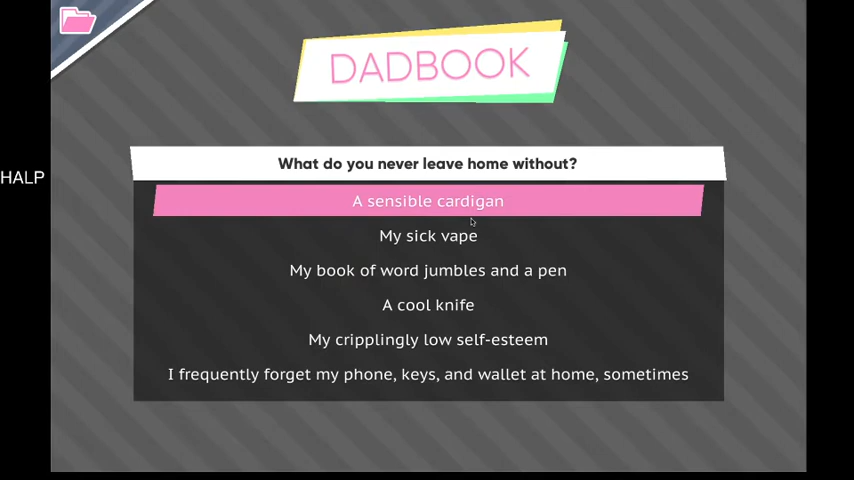 DADBOOK
What do you never leave home without?
HALP
A sensible cardigan
My sick vape
My book of word jumbles and a pen
A cool knife
My cripplingly low self-esteem
I frequently forget my phone, keys, and wallet at home, sometimes